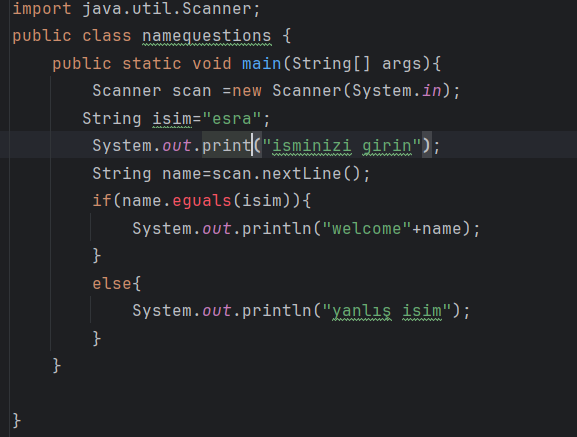 import java.util.Scanner;
public class namequestions {
    public static void main(String[] args){
        Scanner scan =new Scanner(System.in);
       String isim="esra";
        System.out.print("isminizi girin");
        String name=scan.nextLine();
        if(name.eguals(isim)){
            System.out.println("welcome"+name);
        }
        else{
            System.out.println("yanlış isim");
        }
    }
}